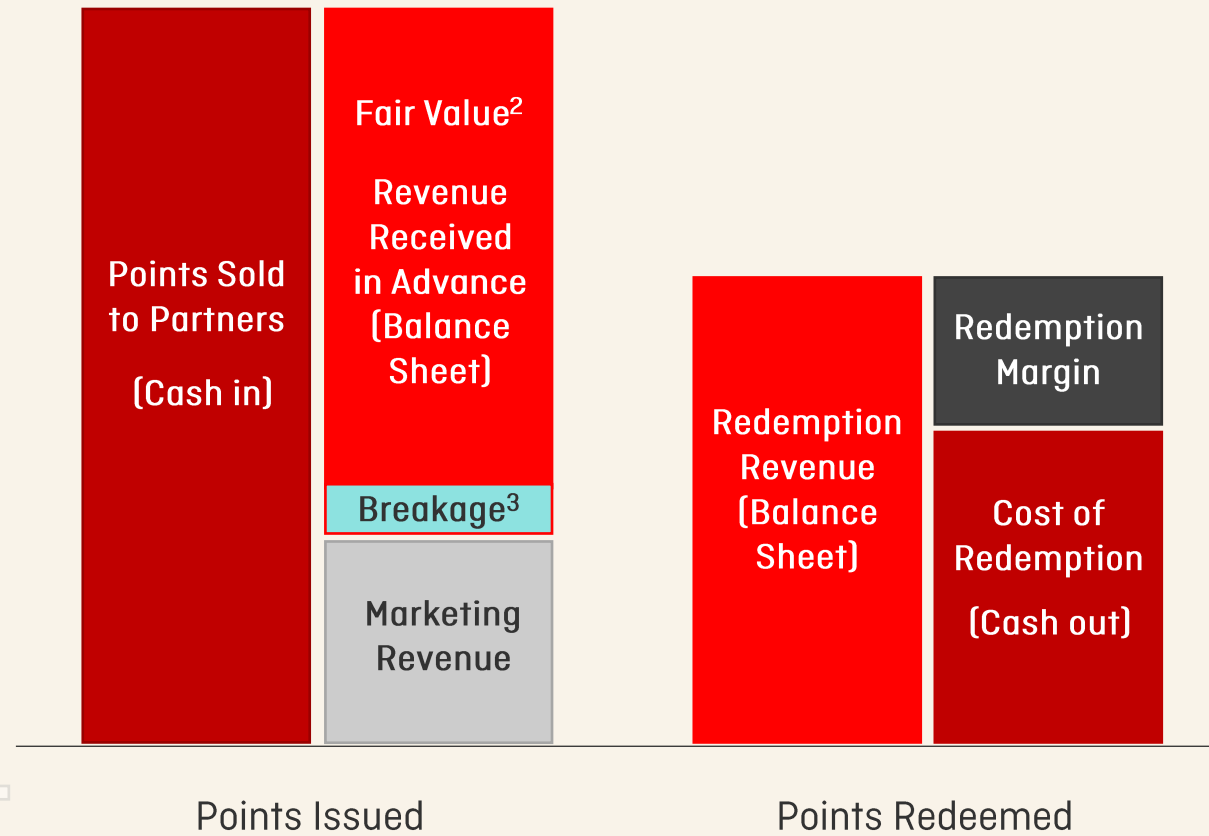 Points Sold
to Partners
(Cash in)
Fair Value²
Revenue
Received
in Advance
(Balance
Sheet)
Breakage³
Marketing
Revenue
Redemption
Revenue
(Balance
Sheet)
Redemption
Margin
Cost of
Redemption
(Cash out)
Points Issued
Points Redeemed